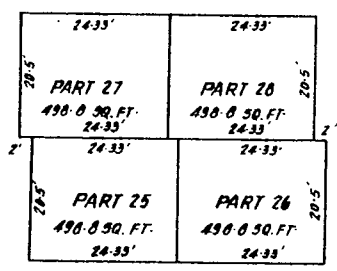 24·33' 24·33'
20·5' PART 27 PART 28 20·5'
498·8 SQ. FT· 498·8 SQ. FT·
24·33' 24·33'
2' 2'
24·33' 24·33'
20·5' PART 25 PART 26 20·5'
498·8 SQ. FT· 498·8 SQ. FT·
24·33' 24·33'